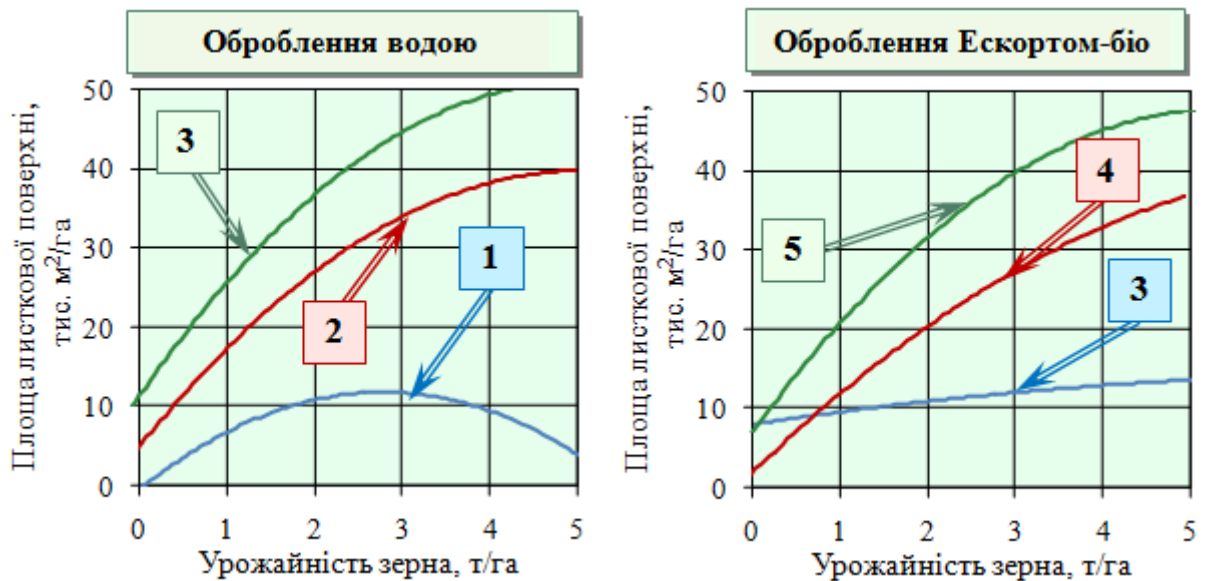 Оброблення водою
Площа листкової поверхні,
тис. м²/га
50
40
30
20
10
0
3
1
2
0 1 2 3 4 5
Урожайність зерна, т/га
Оброблення Ескортом-біо
Площа листкової поверхні,
тис. м²/га
50
40
30
20
10
0
4
5
3
0 1 2 3 4 5
Урожайність зерна, т/га